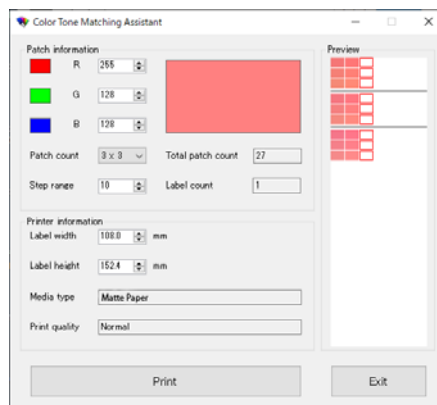 Color Tone Matching Assistant
Patch information
R 255
G 128
B 128
Patch count 3 x 3 Total patch count 27
Step range 10 Label count 1
Printer information
Label width 108.0 mm
Label height 152.4 mm
Media type Matte Paper
Print quality Normal
Preview
Print Exit